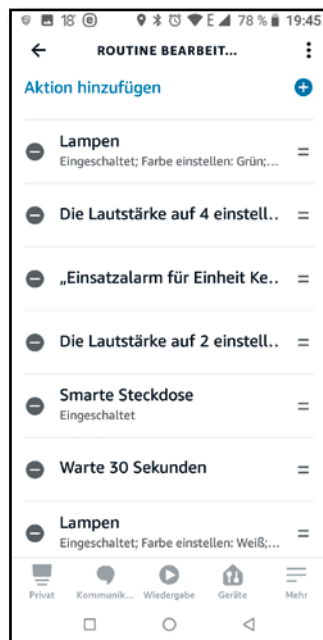 18° e E 78 % 19:45
ROUTINE BEARBEIT...
Aktion hinzufügen
Lampen
Eingeschaltet; Farbe einstellen: Grün;...
Die Lautstärke auf 4 einstell..
„Einsatzalarm für Einheit Ke..
Die Lautstärke auf 2 einstell..
Smarte Steckdose
Eingeschaltet
Warte 30 Sekunden
Lampen
Eingeschaltet; Farbe einstellen: Weiß;...
Privat Kommunik... Wiedergabe Geräte Mehr